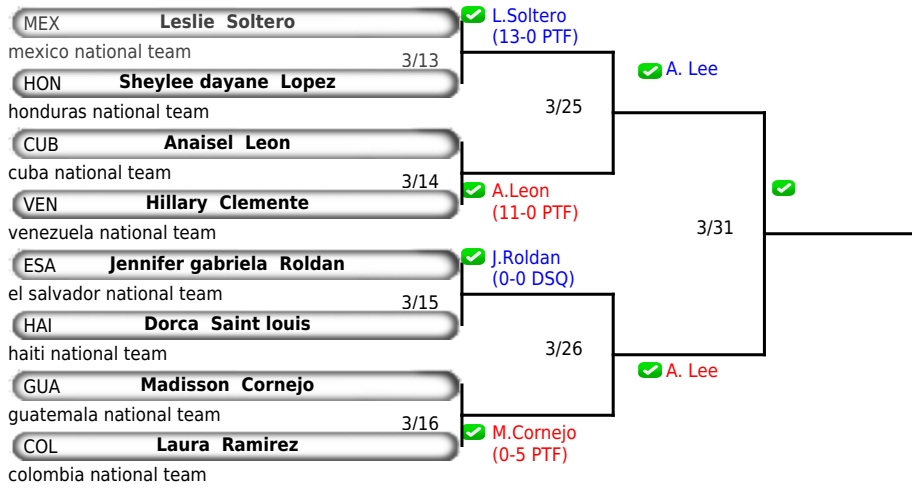 MEX Leslie Soltero
mexico national team
3/13
HON Sheylee dayane Lopez
honduras national team
L.Soltero
(13-0 PTF)
CUB Anaisel Leon
cuba national team
3/14
VEN Hillary Clemente
venezuela national team
A.Leon
(11-0 PTF)
3/25
A. Lee
ESA Jennifer gabriela Roldan
el salvador national team
3/15
HAI Dorca Saint louis
haiti national team
J.Roldan
(0-0 DSQ)
GUA Madisson Cornejo
guatemala national team
3/16
COL Laura Ramirez
colombia national team
M.Cornejo
(0-5 PTF)
3/26
A. Lee
3/31